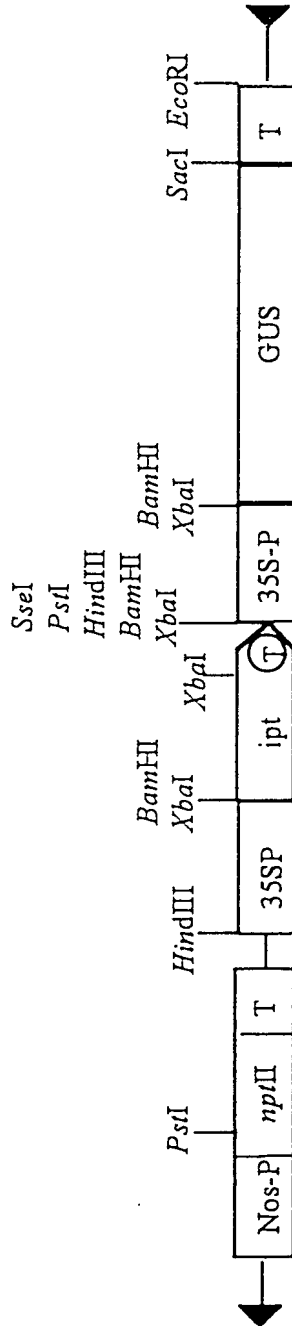 SseI
PstI
HindIII
BamHI BamHI BamHI
PstI HindIII XbaI XbaI XbaI XbaI SacI EcoRI
Nos-P nptII T 35SP ipt T 35S-P GUS T